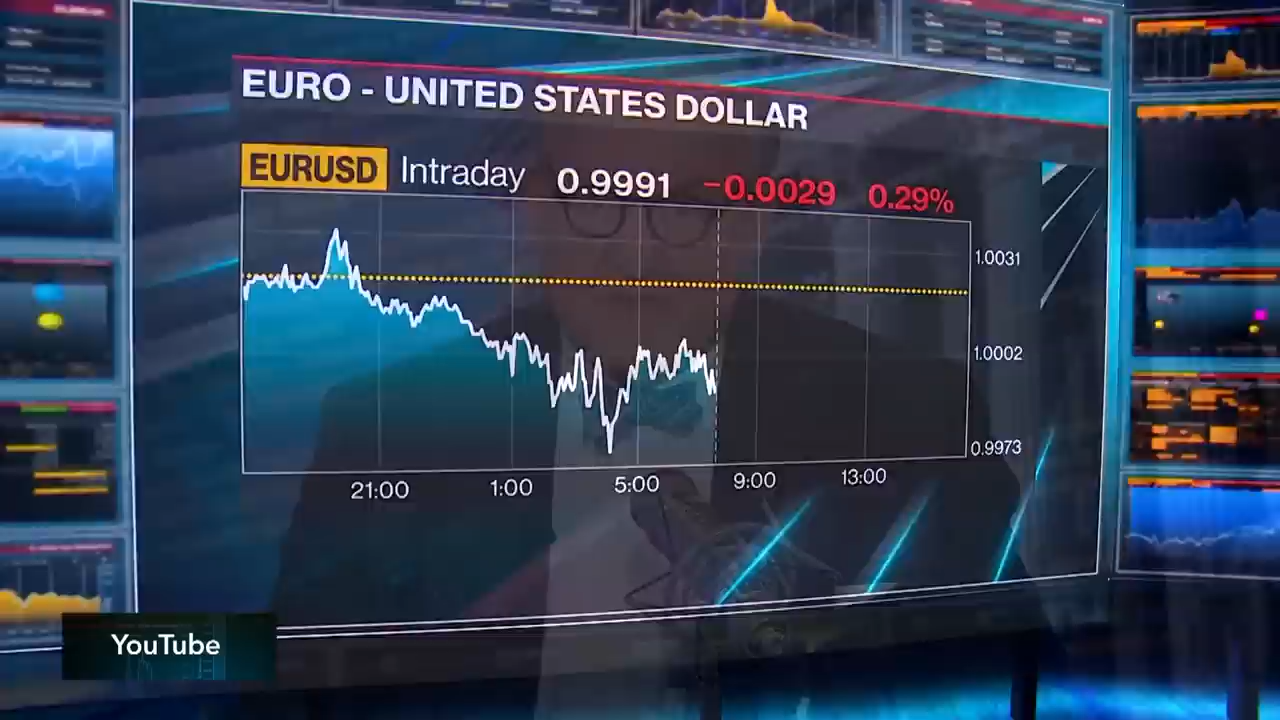 EURO - UNITED STATES DOLLAR
EURUSD Intraday 0.9991 −0.0029 0.29%
1.0031
1.0002
0.9973
21:00 1:00 5:00 9:00 13:00
YouTube